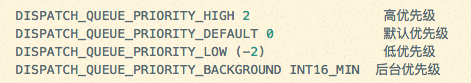 DISPATCH_QUEUE_PRIORITY_HIGH 2 高优先级
DISPATCH_QUEUE_PRIORITY_DEFAULT 0 默认优先级
DISPATCH_QUEUE_PRIORITY_LOW (-2) 低优先级
DISPATCH_QUEUE_PRIORITY_BACKGROUND INT16_MIN 后台优先级